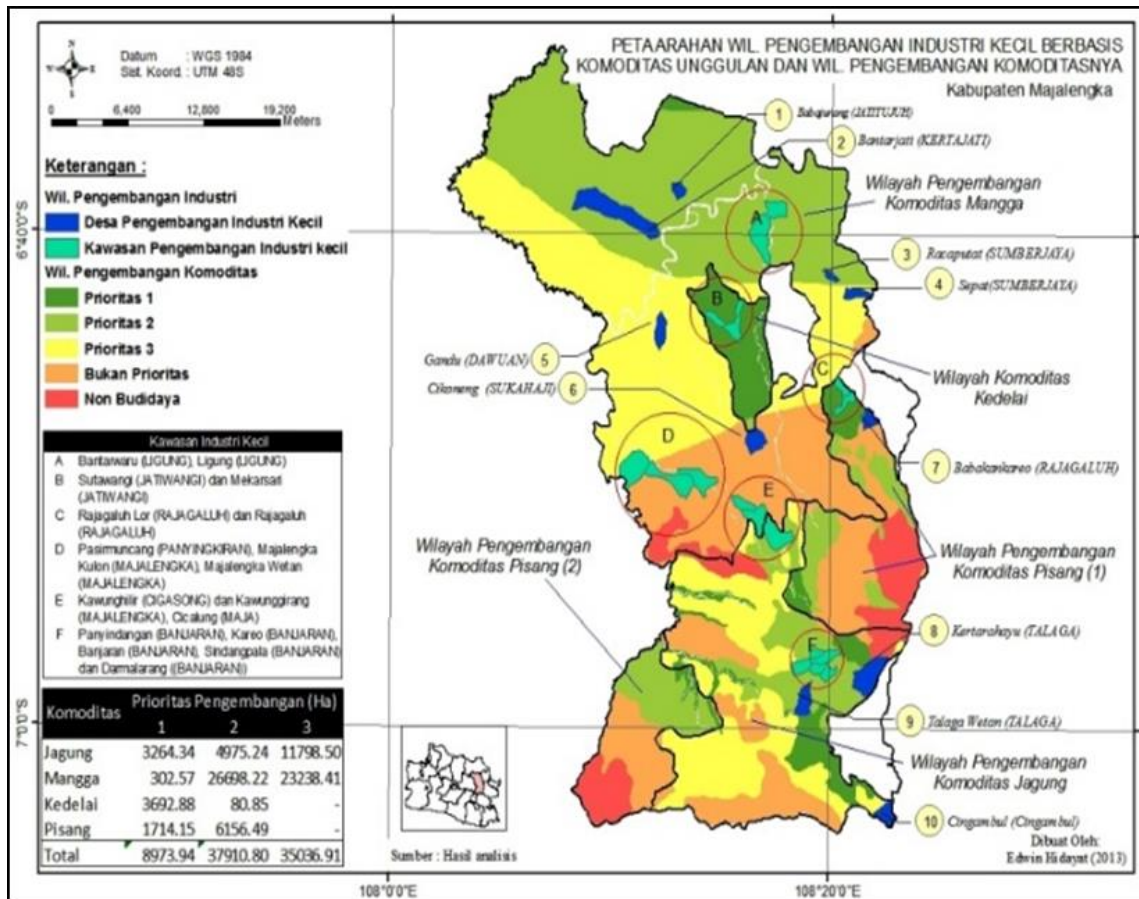 PETA ARAHAN WIL. PENGEMBANGAN INDUSTRI KECIL BERBASIS
KOMODITAS UNGGULAN DAN WIL. PENGEMBANGAN KOMODITASNYA
Kabupaten Majalengka
N
Datum : WGS 1984
Sist. Koord : UTM 48S
0 6,400 12,800 19,200
Meters
Keterangan :
Wil. Pengembangan Industri
Desa Pengembangan Industri Kecil
Kawasan Pengembangan Industri kecil
Wil. Pengembangan Komoditas
Prioritas 1
Prioritas 2
Prioritas 3
Bukan Prioritas
Non Budidaya
Kawasan Industri Kecil
A Bantarwaru (LIGUNG), Ligung (LIGUNG)
B Sutawangi (JATIWANGI) dan Mekarsari
(JATIWANGI)
C Rajagaluh Lor (RAJAGALUH) dan Rajagaluh
(RAJAGALUH)
D Pasirmuncang (PANYINGKIRAN), Majalengka
Kulon (MAJALENGKA), Majalengka Wetan
(MAJALENGKA)
E Kawunghilir (CIGASONG) dan Kawunggirang
(MAJALENGKA), Cicalung (MAJA)
F Panyindangan (BANJARAN), Kareo (BANJARAN),
Banjaran (BANJARAN), Sindangpala (BANJARAN)
dan Darmalarang ((BANJARAN))
Komoditas Prioritas Pengembangan (Ha)
1 2 3
Jagung 3264.34 4975.24 11798.50
Mangga 302.57 26698.22 23238.41
Kedelai 3692.88 80.85 -
Pisang 1714.15 6156.49 -
Total 8973.94 37910.80 35036.91
Sumber : Hasil analisis
1 (JATITUJUH)
2 Bantarjati (KERTAJATI)
Wilayah Pengembangan
Komoditas Mangga
A
3 (SUMBERJAYA)
4 Sepat(SUMBERJAYA)
B
Gandu (DAWUAN) 5
Cikoneng (SUKAHAJI) 6
C
Wilayah Komoditas
Kedelai
D
7 Babakankareo (RAJAGALUH)
E
Wilayah Pengembangan
Komoditas Pisang (2)
Wilayah Pengembangan
Komoditas Pisang (1)
8 Kertarahayu (TALAGA)
F
9 Talaga Wetan (TALAGA)
Wilayah Pengembangan
Komoditas Jagung
10 Cingambul (Cingambul)
Dibuat Oleh:
Edwin Hidayat (2013)
6°40'0"S
7°0'0"S
108°0'0"E
108°20'0"E